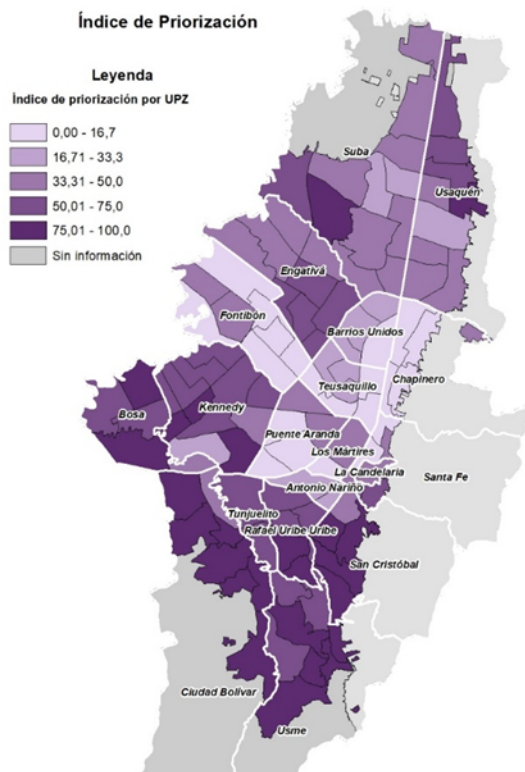 Índice de Priorización
Leyenda
Índice de priorización por UPZ
0,00 - 16,7
16,71 - 33,3
33,31 - 50,0
50,01 - 75,0
75,01 - 100,0
Sin información
Suba
Usaquén
Engativá
Fontibón
Barrios Unidos
Teusaquillo
Chapinero
Bosa
Kennedy
Puente Aranda
Los Mártires
La Candelaria
Santa Fe
Antonio Nariño
Tunjuelito
Rafael Uribe Uribe
San Cristóbal
Ciudad Bolívar
Usme